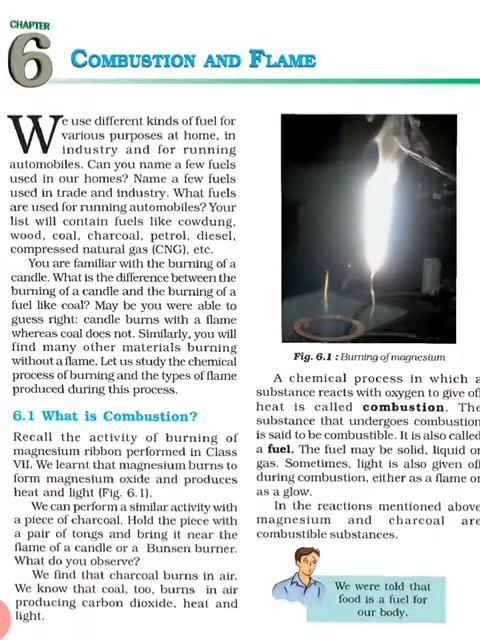 CHAPTER
6
COMBUSTION AND FLAME
We use different kinds of fuel for
various purposes at home, in
industry and for running
automobiles. Can you name a few fuels
used in our homes? Name a few fuels
used in trade and industry. What fuels
are used for running automobiles? Your
list will contain fuels like cowdung,
wood, coal, charcoal, petrol, diesel,
compressed natural gas (CNG), etc.
You are familiar with the burning of a
candle. What is the difference between the
burning of a candle and the burning of a
fuel like coal? May be you were able to
guess right: candle burns with a flame
whereas coal does not. Similarly, you will
find many other materials burning
without a flame. Let us study the chemical
process of burning and the types of flame
produced during this process.
6.1 What is Combustion?
Recall the activity of burning of
magnesium ribbon performed in Class
VII. We learnt that magnesium burns to
form magnesium oxide and produces
heat and light (Fig. 6.1).
We can perform a similar activity with
a piece of charcoal. Hold the piece with
a pair of tongs and bring it near the
flame of a candle or a Bunsen burner.
What do you observe?
We find that charcoal burns in air.
We know that coal, too, burns in air
producing carbon dioxide, heat and
light.
Fig. 6.1 : Burning of magnesium
A chemical process in which a
substance reacts with oxygen to give off
heat is called combustion. The
substance that undergoes combustion
is said to be combustible. It is also called
a fuel. The fuel may be solid, liquid or
gas. Sometimes, light is also given off
during combustion, either as a flame or
as a glow.
In the reactions mentioned above
magnesium and charcoal are
combustible substances.
We were told that
food is a fuel for
our body.